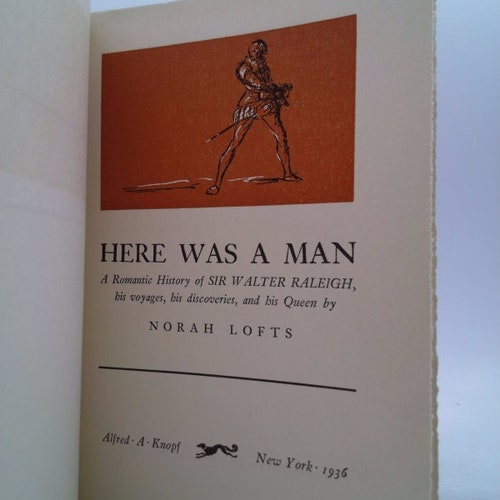 HERE WAS A MAN
A Romantic History of SIR WALTER RALEIGH,
his voyages, his discoveries, and his Queen by
NORAH LOFTS
Alfred · A · Knopf
New York · 1936